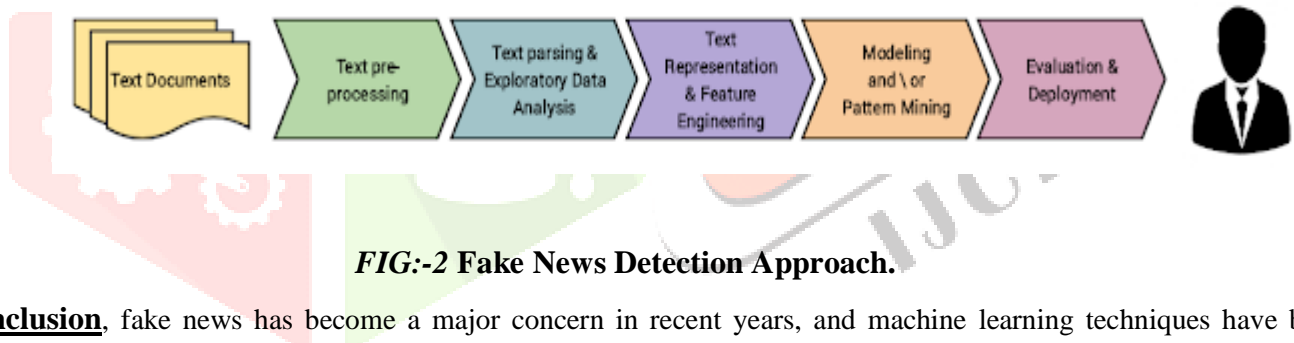 Text Documents
Text pre-
processing
Text parsing &
Exploratory Data
Analysis
Text
Representation
& Feature
Engineering
Modeling
and \ or
Pattern Mining
Evaluation &
Deployment
FIG:-2 Fake News Detection Approach.
nclusion, fake news has become a major concern in recent years, and machine learning techniques have b